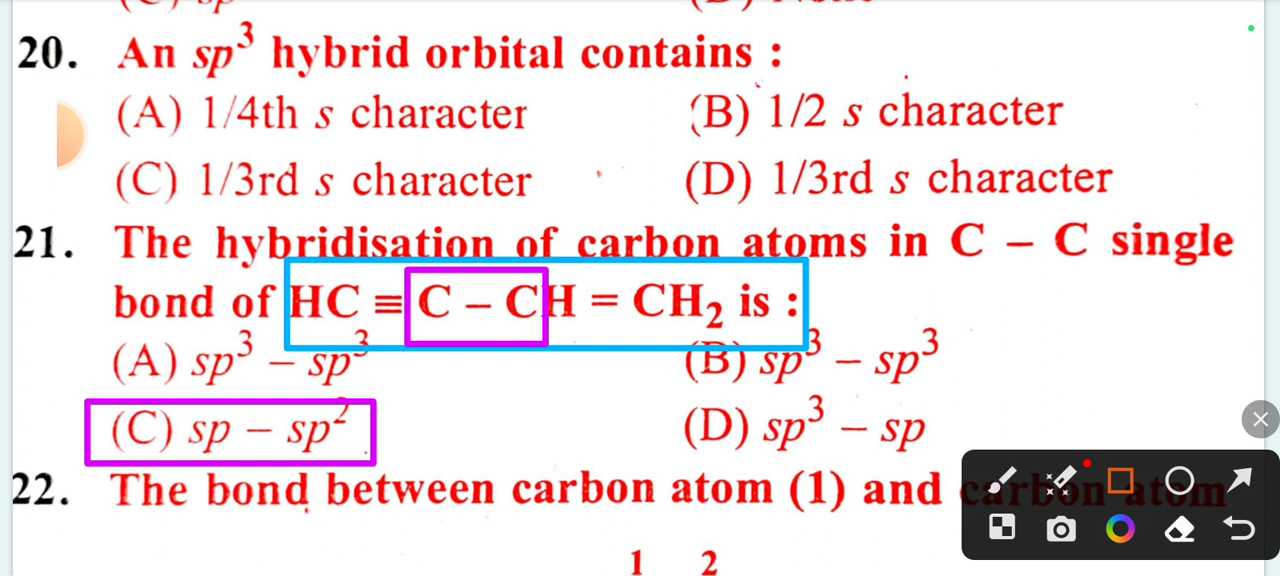 20. An sp³ hybrid orbital contains :
(A) 1/4th s character (B) 1/2 s character
(C) 1/3rd s character (D) 1/3rd s character
21. The hybridisation of carbon atoms in C – C single
bond of HC ≡ C – CH = CH₂ is :
(A) sp³ – sp³ (B) sp³ – sp³
(C) sp – sp² (D) sp³ – sp
22. The bond between carbon atom (1) and carbon atom
1 2